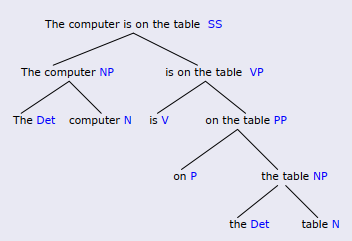 The computer is on the table SS
The computer NP is on the table VP
The Det computer N is V on the table PP
on P the table NP
the Det table N